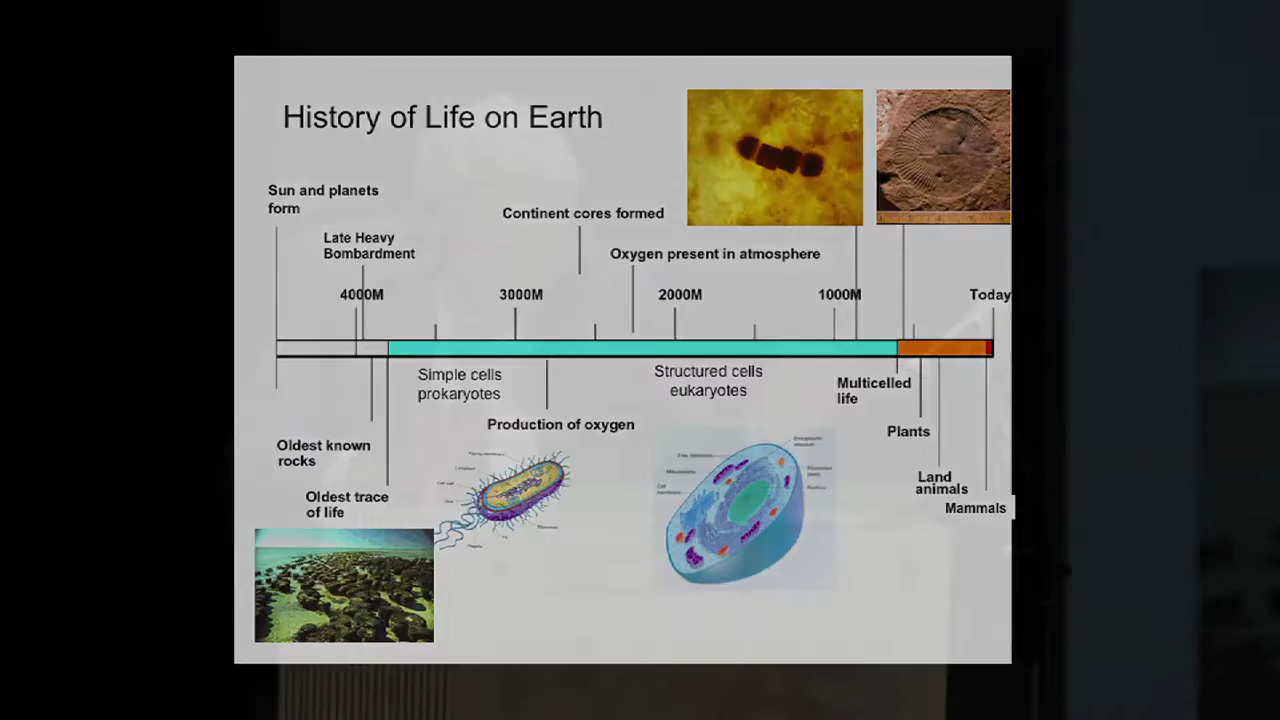 History of Life on Earth
Sun and planets
form
Continent cores formed
Late Heavy
Bombardment
Oxygen present in atmosphere
4000M
3000M
2000M
1000M
Today
Simple cells
prokaryotes
Structured cells
eukaryotes
Multicelled
life
Production of oxygen
Plants
Oldest known
rocks
Land
animals
Mammals
Oldest trace
of life